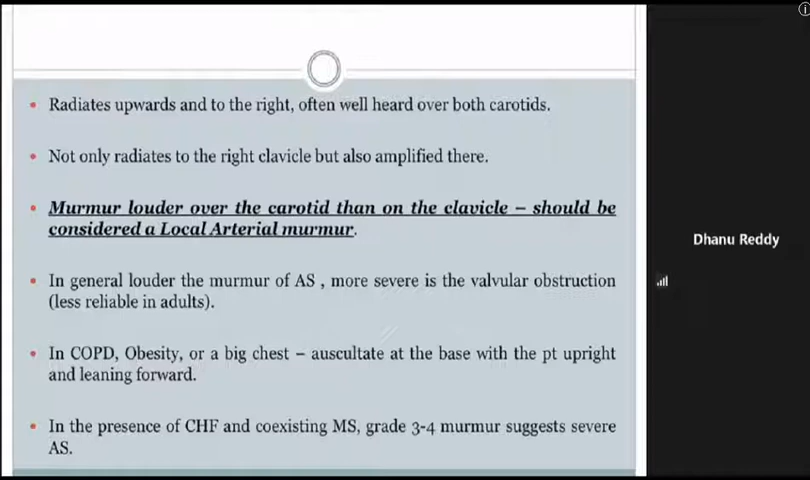 Radiates upwards and to the right, often well heard over both carotids.
Not only radiates to the right clavicle but also amplified there.
Murmur louder over the carotid than on the clavicle – should be
considered a Local Arterial murmur.
In general louder the murmur of AS , more severe is the valvular obstruction
(less reliable in adults).
In COPD, Obesity, or a big chest – auscultate at the base with the pt upright
and leaning forward.
In the presence of CHF and coexisting MS, grade 3-4 murmur suggests severe
AS.
Dhanu Reddy